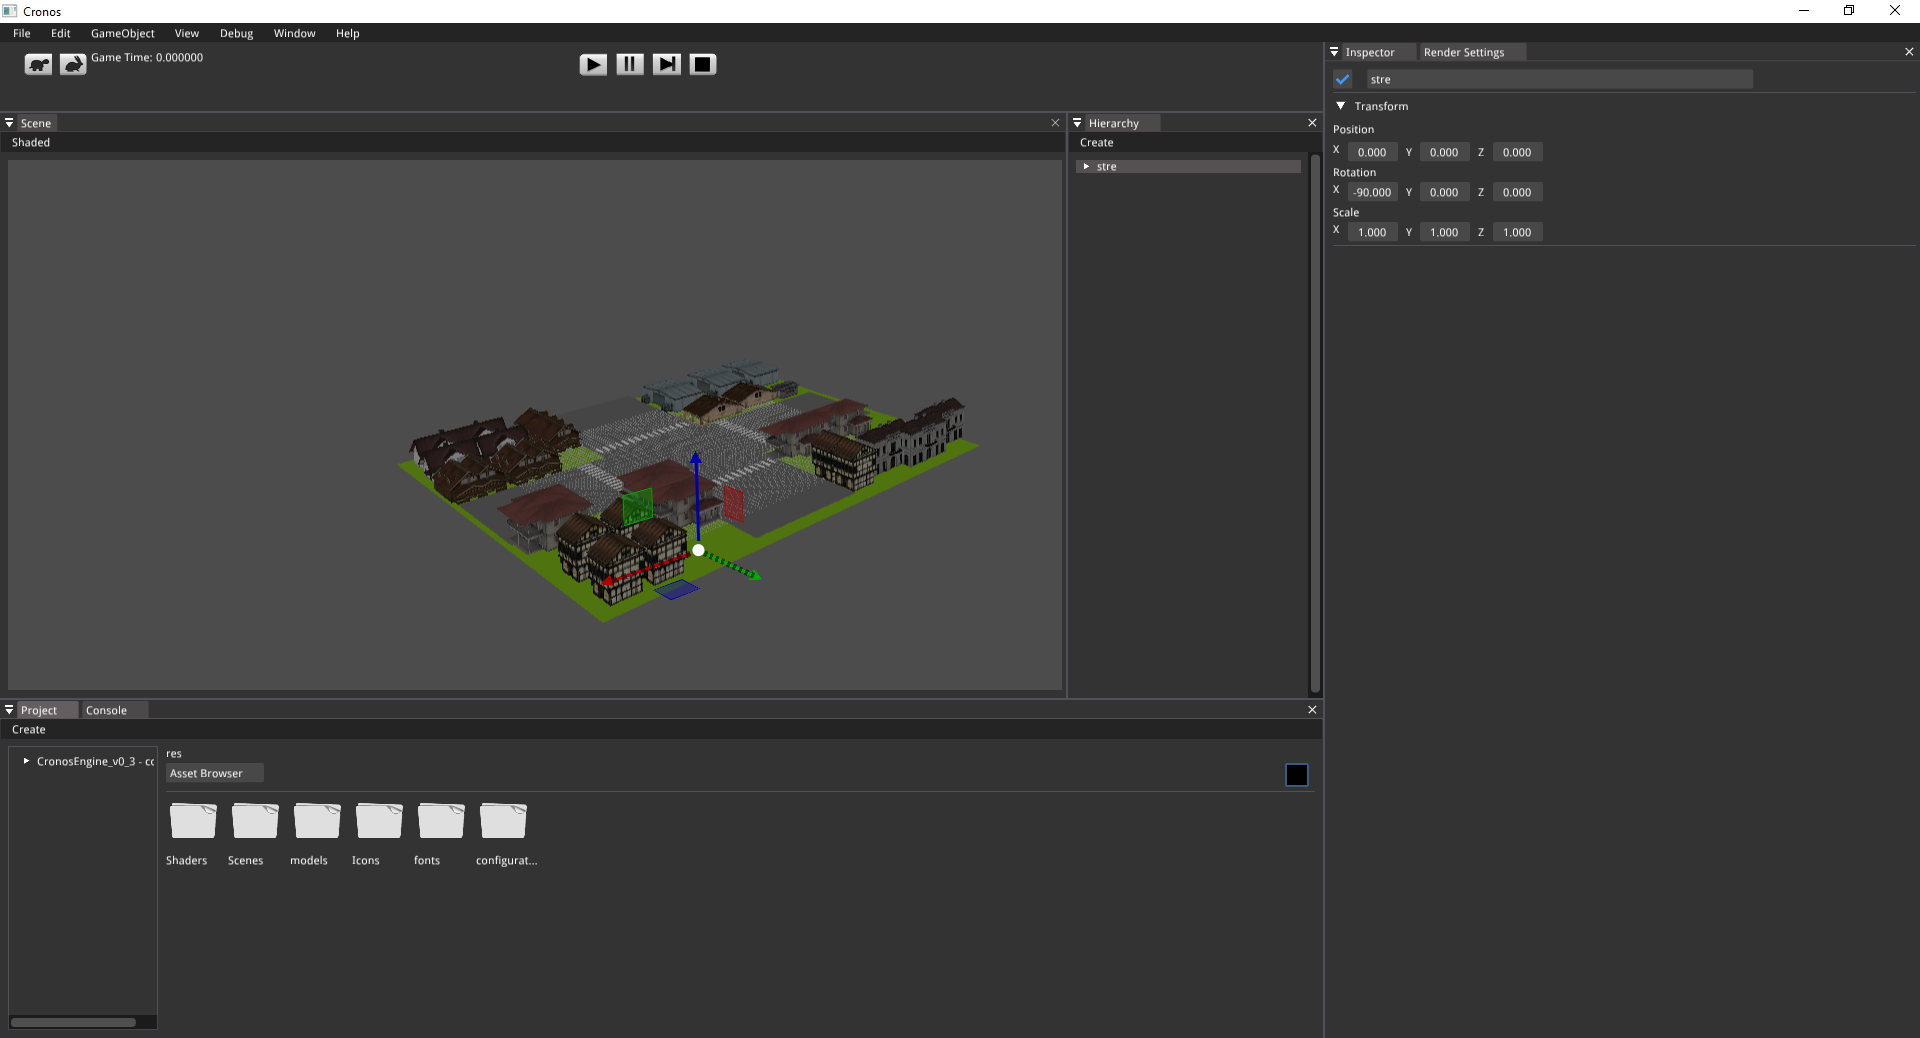 Cronos
File Edit GameObject View Debug Window Help
Game Time: 0.000000
Scene
Shaded
Hierarchy
Create
stre
Inspector Render Settings
stre
Transform
Position
X 0.000 Y 0.000 Z 0.000
Rotation
X -90.000 Y 0.000 Z 0.000
Scale
X 1.000 Y 1.000 Z 1.000
Project Console
Create
CronosEngine_v0_3 - cc
res
Asset Browser
Shaders Scenes models Icons fonts configurat...